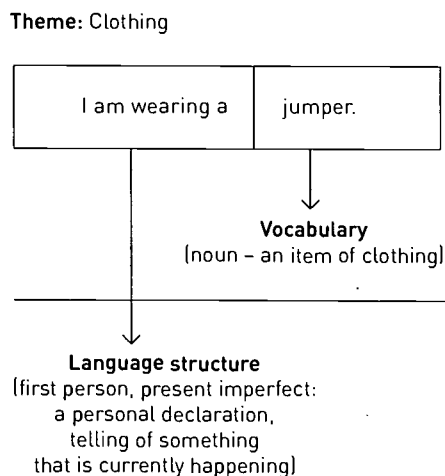 Theme: Clothing
I am wearing a jumper.
Vocabulary
(noun – an item of clothing)
Language structure
(first person, present imperfect:
a personal declaration,
telling of something
that is currently happening)